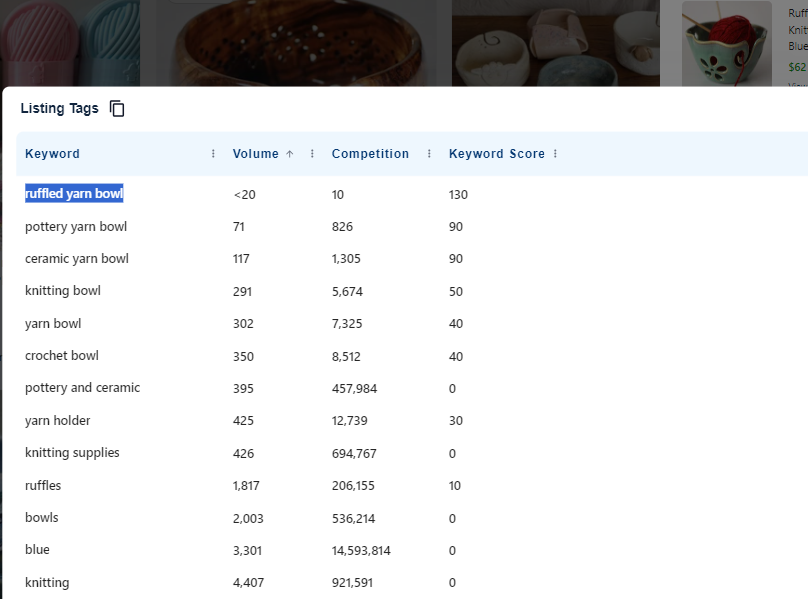 Ruff
Knitt
Blue
$62
Listing Tags
Keyword Volume Competition Keyword Score
ruffled yarn bowl <20 10 130
pottery yarn bowl 71 826 90
ceramic yarn bowl 117 1,305 90
knitting bowl 291 5,674 50
yarn bowl 302 7,325 40
crochet bowl 350 8,512 40
pottery and ceramic 395 457,984 0
yarn holder 425 12,739 30
knitting supplies 426 694,767 0
ruffles 1,817 206,155 10
bowls 2,003 536,214 0
blue 3,301 14,593,814 0
knitting 4,407 921,591 0